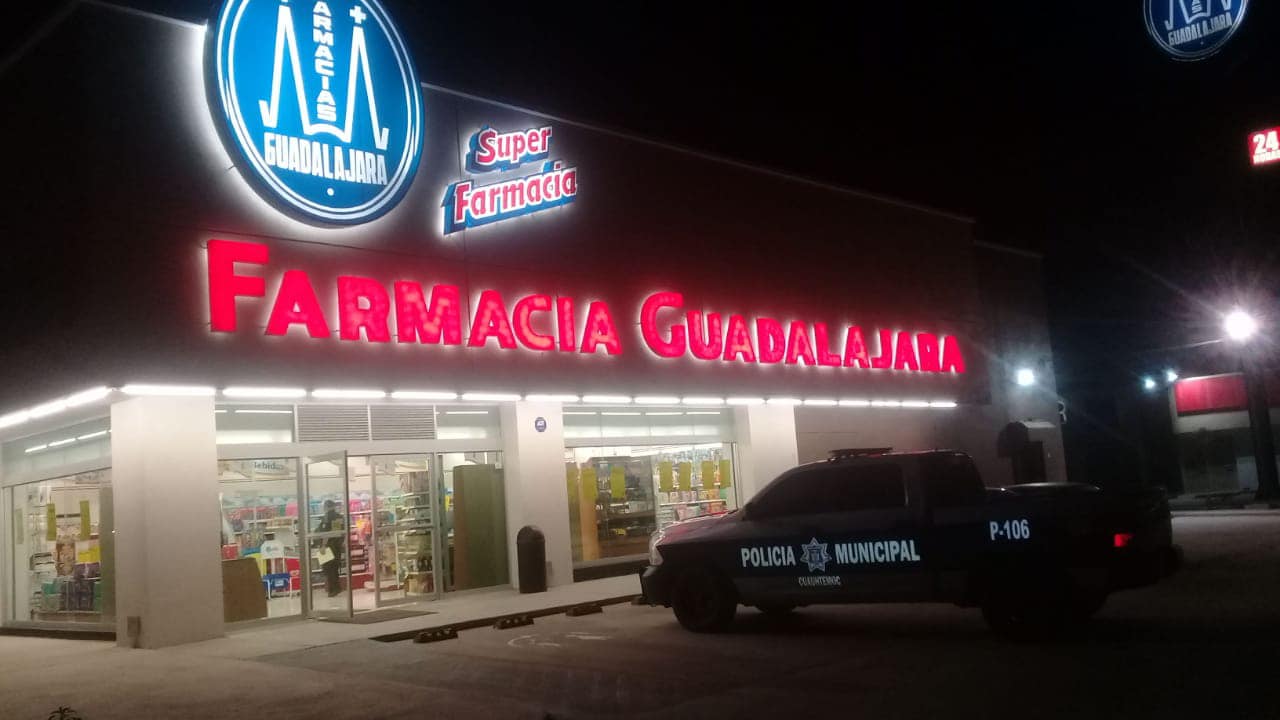 FARMACIAS
GUADALAJARA
Super
Farmacia
FARMACIA GUADALAJARA
GUADALAJARA
24
POLICIA MUNICIPAL
CUAUHTEMOC
P-106